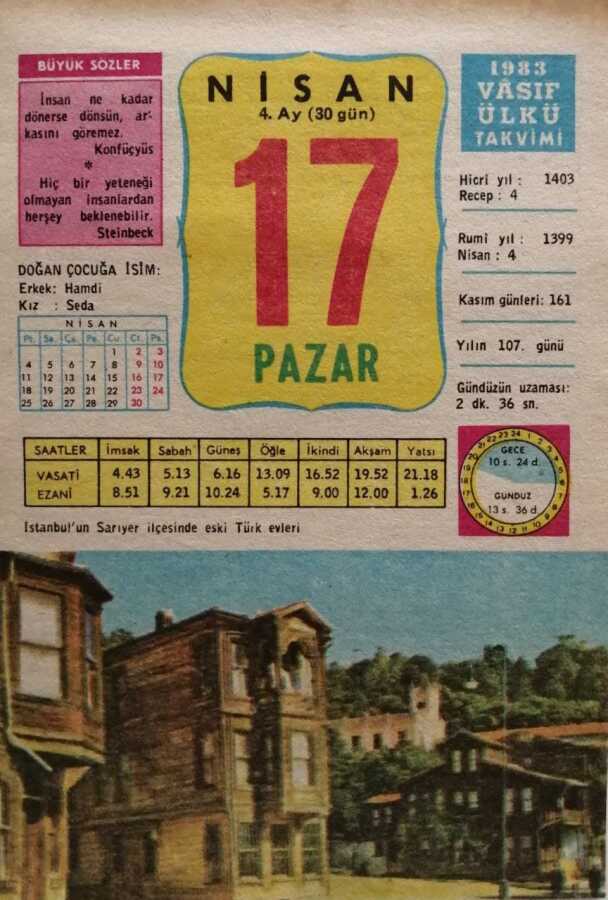 BÜYÜK SÖZLER
İnsan ne kadar
dönerse dönsün, ar-
kasını göremez.
Konfüçyüs
*
Hiç bir yeteneği
olmayan insanlardan
herşey beklenebilir.
Steinbeck
DOĞAN ÇOCUĞA İSİM:
Erkek: Hamdi
Kız : Seda
NİSAN
Pt. Sa. Ça. Pe. Cu. Ct. Pa.
1 2 3
4 5 6 7 8 9 10
11 12 13 14 15 16 17
18 19 20 21 22 23 24
25 26 27 28 29 30
NİSAN
4. Ay (30 gün)
17
PAZAR
1983
VÂSIF
ÜLKÜ
TAKVİMİ
Hicri yıl : 1403
Recep : 4
Rumî yıl : 1399
Nisan : 4
Kasım günleri: 161
Yılın 107. günü
Gündüzün uzaması:
2 dk. 36 sn.
SAATLER İmsak Sabah Güneş Öğle İkindi Akşam Yatsı
VASATİ 4.43 5.13 6.16 13.09 16.52 19.52 21.18
EZANİ 8.51 9.21 10.24 5.17 9.00 12.00 1.26
GECE
10 s. 24 d.
GÜNDÜZ
13 s. 36 d.
İstanbul'un Sarıyer ilçesinde eski Türk evleri